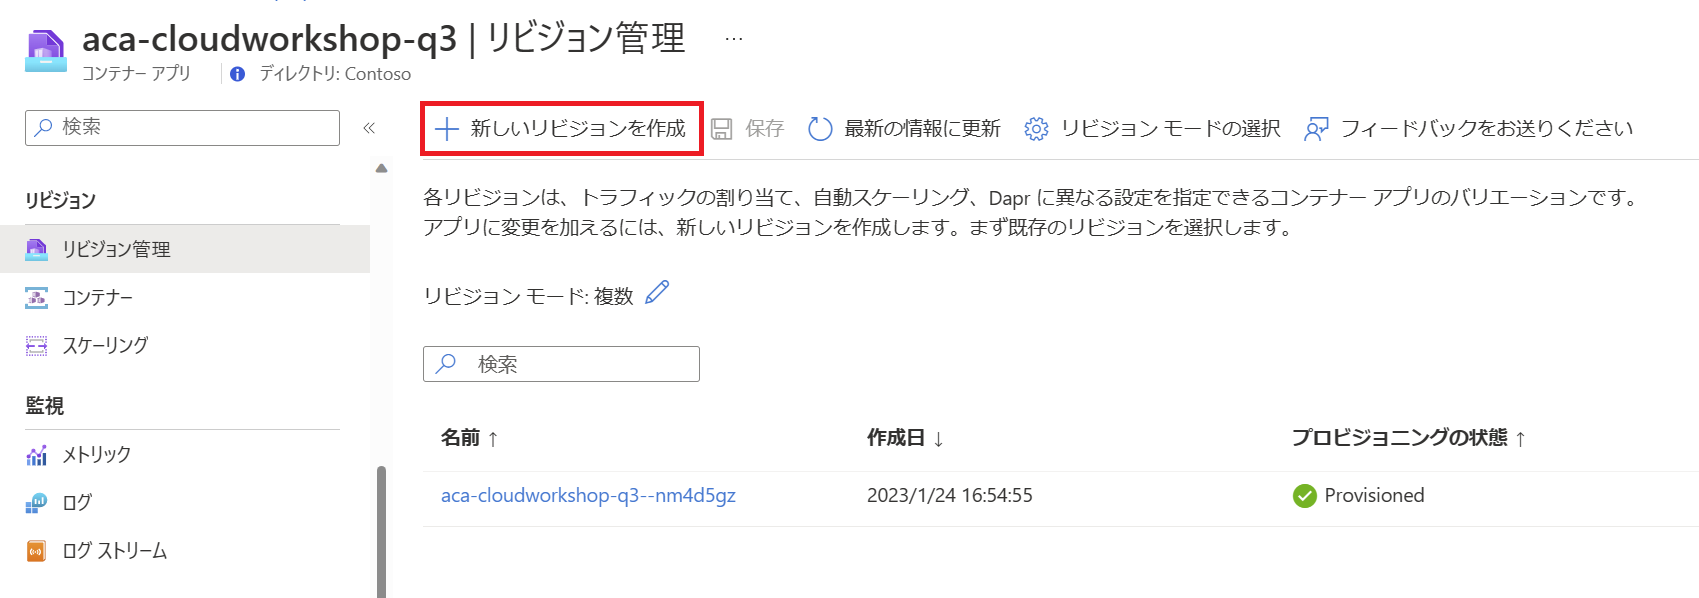 aca-cloudworkshop-q3 | リビジョン管理 …
コンテナー アプリ ディレクトリ: Contoso
検索 «
新しいリビジョンを作成 保存 最新の情報に更新 リビジョン モードの選択 フィードバックをお送りください
リビジョン
リビジョン管理
コンテナー
スケーリング
監視
メトリック
ログ
ログ ストリーム
各リビジョンは、トラフィックの割り当て、自動スケーリング、Dapr に異なる設定を指定できるコンテナー アプリのバリエーションです。
アプリに変更を加えるには、新しいリビジョンを作成します。まず既存のリビジョンを選択します。
リビジョン モード: 複数
検索
名前 ↑ 作成日 ↓ プロビジョニングの状態 ↑
aca-cloudworkshop-q3--nm4d5gz 2023/1/24 16:54:55 Provisioned